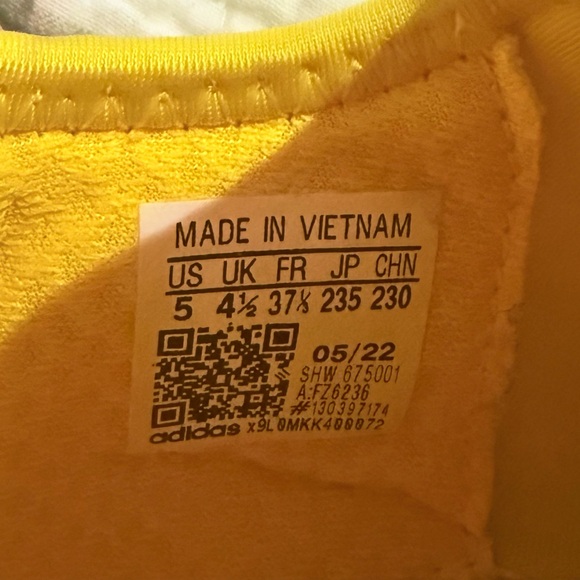 MADE IN VIETNAM
US UK FR JP CHN
5 4½ 37⅓ 235 230
05/22
SHW 675001
A:FZ6236
#130397174
adidas x9L0MKK400072